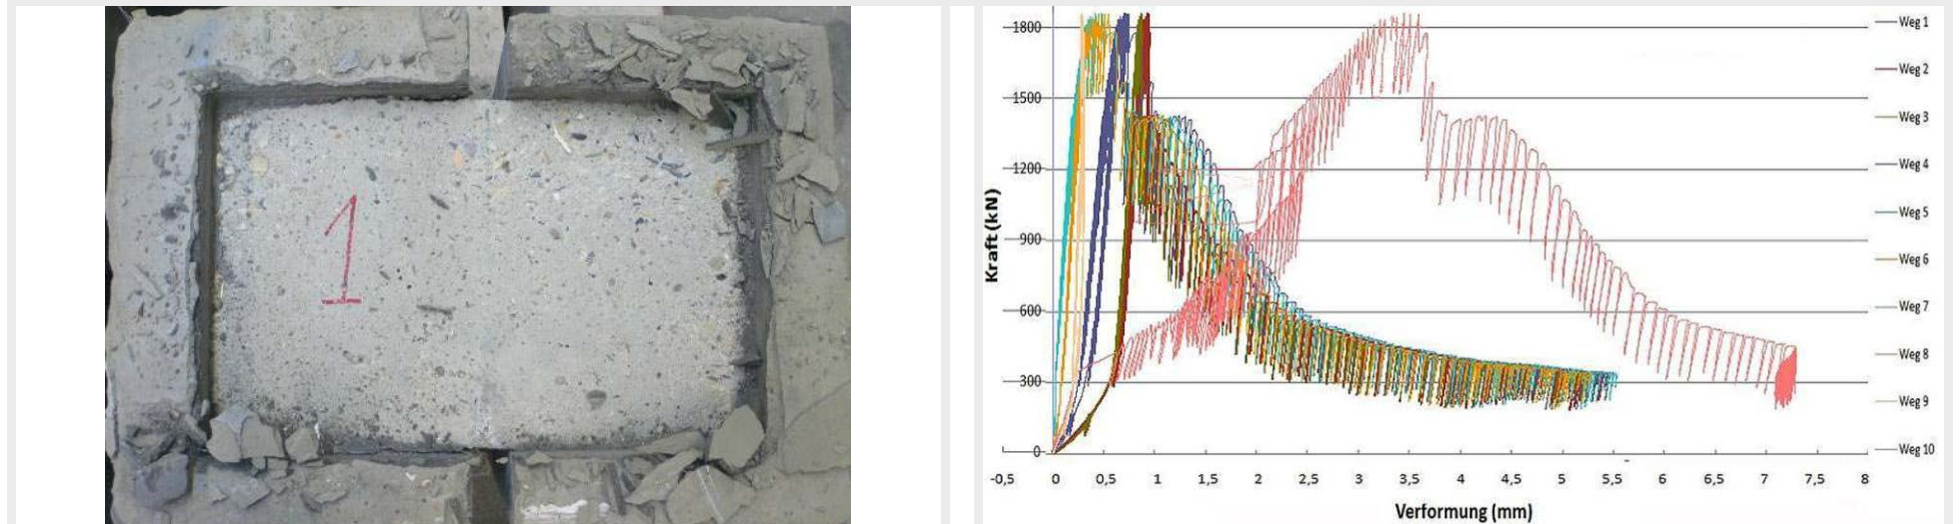 1
1800
1500
1200
900
600
300
0
Kraft (kN)
-0,5 0 0,5 1 1,5 2 2,5 3 3,5 4 4,5 5 5,5 6 6,5 7 7,5 8
Verformung (mm)
Weg 1
Weg 2
Weg 3
Weg 4
Weg 5
Weg 6
Weg 7
Weg 8
Weg 9
Weg 10